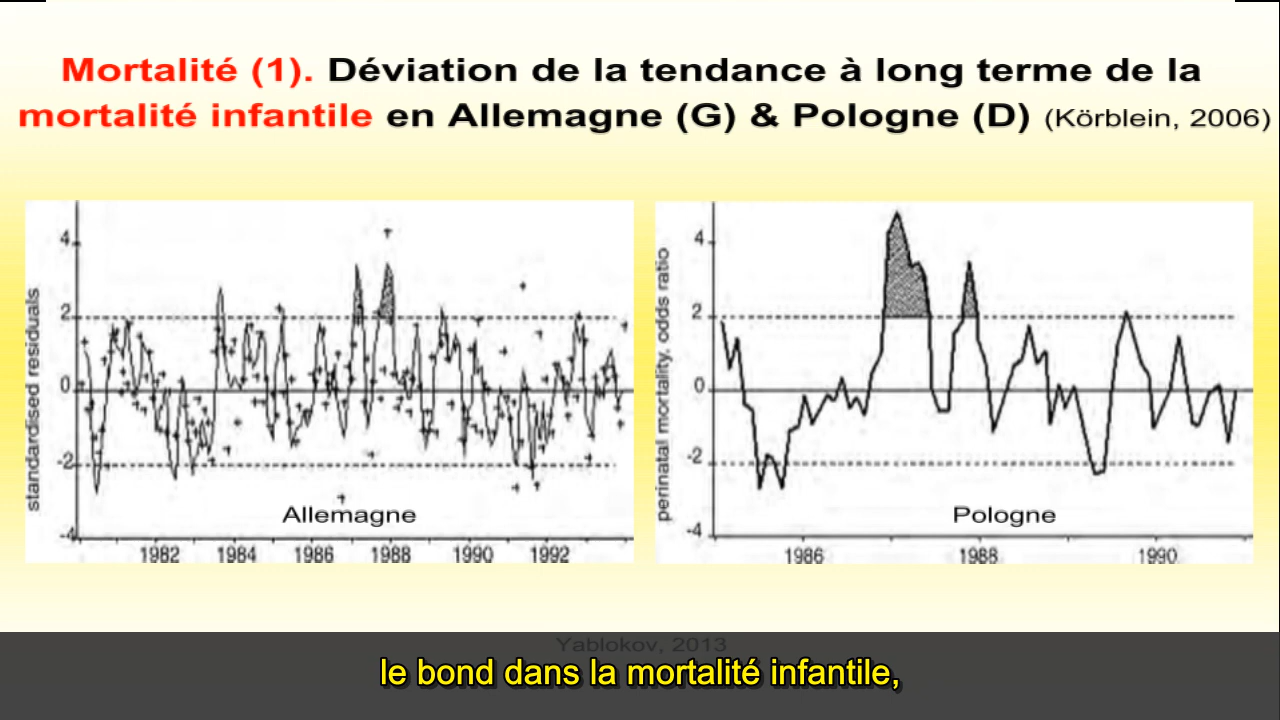 Mortalité (1). Déviation de la tendance à long terme de la
mortalité infantile en Allemagne (G) & Pologne (D) (Körblein, 2006)
standardised residuals
4
2
0
-2
-4
Allemagne
1982 1984 1986 1988 1990 1992
perinatal mortality, odds ratio
4
2
0
-2
-4
Pologne
1986 1988 1990
Yablokov, 2013
le bond dans la mortalité infantile,